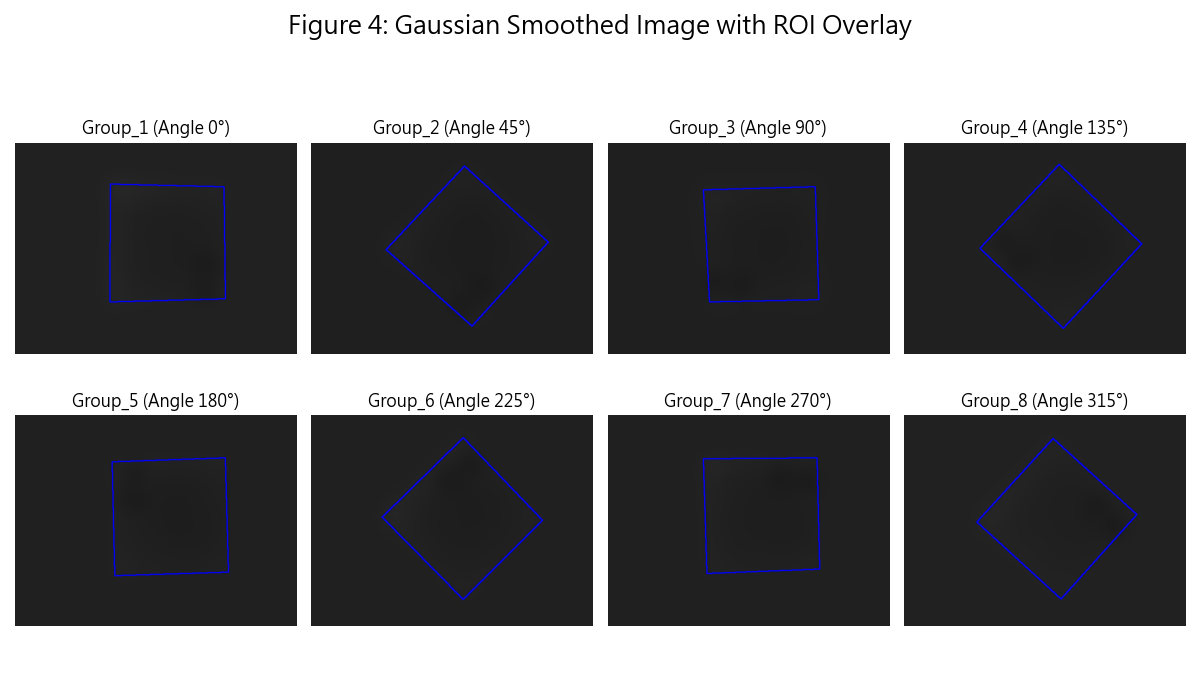 Figure 4: Gaussian Smoothed Image with ROI Overlay
Group_1 (Angle 0°)
Group_2 (Angle 45°)
Group_3 (Angle 90°)
Group_4 (Angle 135°)
Group_5 (Angle 180°)
Group_6 (Angle 225°)
Group_7 (Angle 270°)
Group_8 (Angle 315°)